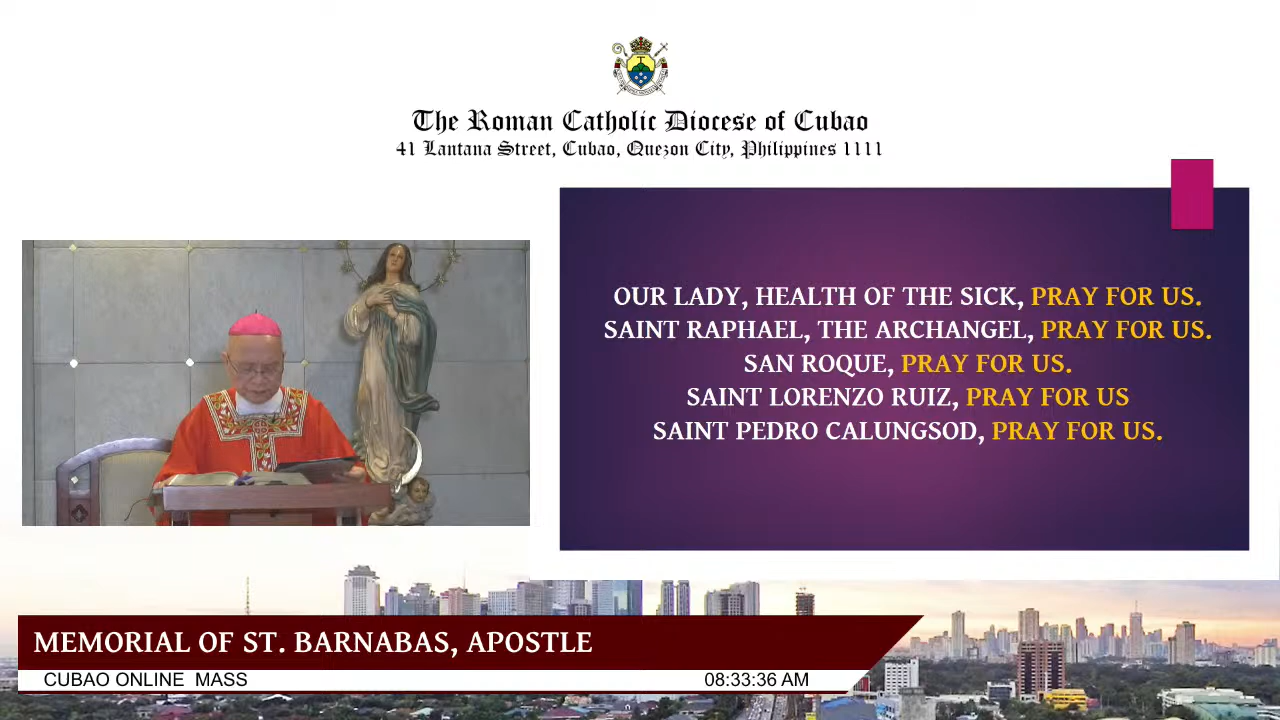 The Roman Catholic Diocese of Cubao
41 Lantana Street, Cubao, Quezon City, Philippines 1111
OUR LADY, HEALTH OF THE SICK, PRAY FOR US.
SAINT RAPHAEL, THE ARCHANGEL, PRAY FOR US.
SAN ROQUE, PRAY FOR US.
SAINT LORENZO RUIZ, PRAY FOR US
SAINT PEDRO CALUNGSOD, PRAY FOR US.
MEMORIAL OF ST. BARNABAS, APOSTLE
CUBAO ONLINE  MASS
08:33:36 AM